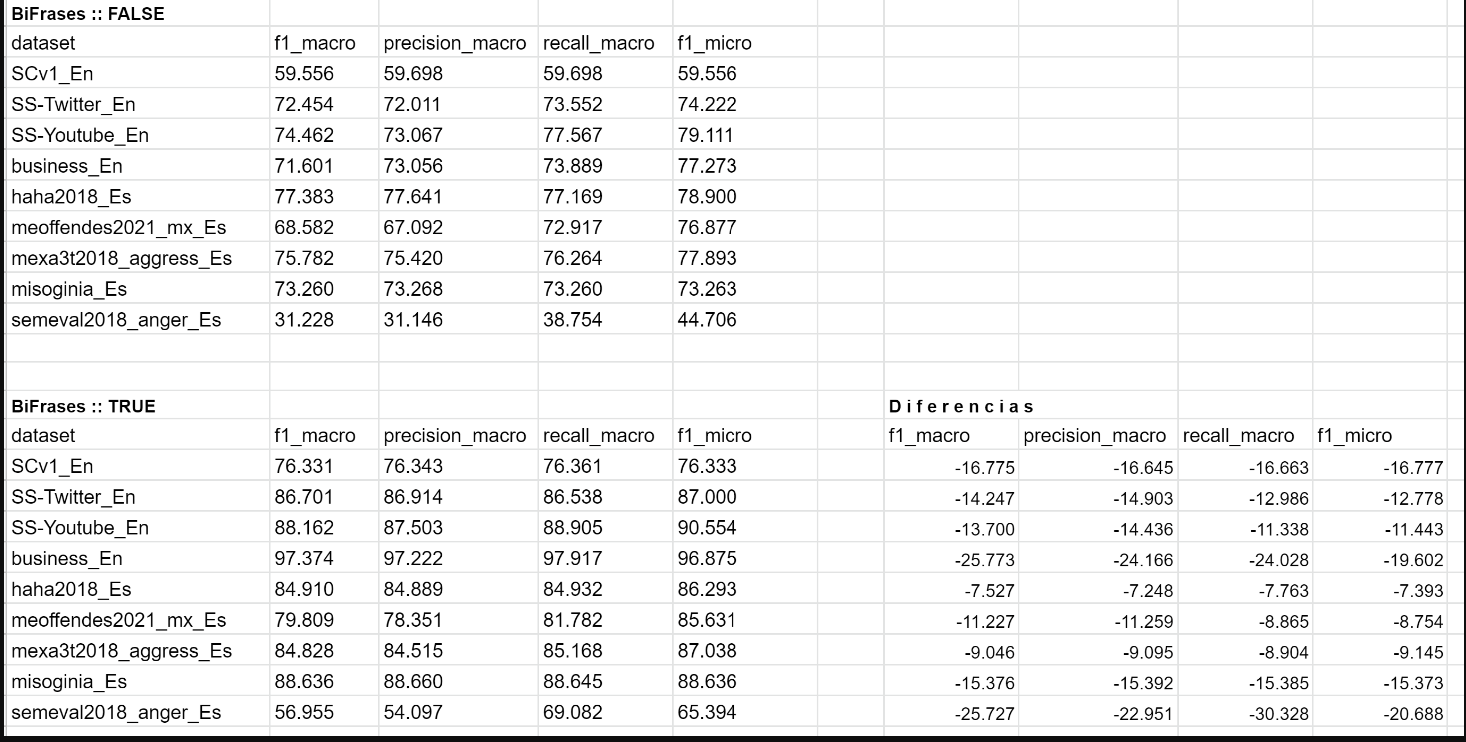 BiFrases :: FALSE
dataset f1_macro precision_macro recall_macro f1_micro
SCv1_En 59.556 59.698 59.698 59.556
SS-Twitter_En 72.454 72.011 73.552 74.222
SS-Youtube_En 74.462 73.067 77.567 79.111
business_En 71.601 73.056 73.889 77.273
haha2018_Es 77.383 77.641 77.169 78.900
meoffendes2021_mx_Es 68.582 67.092 72.917 76.877
mexa3t2018_aggress_Es 75.782 75.420 76.264 77.893
misoginia_Es 73.260 73.268 73.260 73.263
semeval2018_anger_Es 31.228 31.146 38.754 44.706
BiFrases :: TRUE D i f e r e n c i a s
dataset f1_macro precision_macro recall_macro f1_micro f1_macro precision_macro recall_macro f1_micro
SCv1_En 76.331 76.343 76.361 76.333 -16.775 -16.645 -16.663 -16.777
SS-Twitter_En 86.701 86.914 86.538 87.000 -14.247 -14.903 -12.986 -12.778
SS-Youtube_En 88.162 87.503 88.905 90.554 -13.700 -14.436 -11.338 -11.443
business_En 97.374 97.222 97.917 96.875 -25.773 -24.166 -24.028 -19.602
haha2018_Es 84.910 84.889 84.932 86.293 -7.527 -7.248 -7.763 -7.393
meoffendes2021_mx_Es 79.809 78.351 81.782 85.631 -11.227 -11.259 -8.865 -8.754
mexa3t2018_aggress_Es 84.828 84.515 85.168 87.038 -9.046 -9.095 -8.904 -9.145
misoginia_Es 88.636 88.660 88.645 88.636 -15.376 -15.392 -15.385 -15.373
semeval2018_anger_Es 56.955 54.097 69.082 65.394 -25.727 -22.951 -30.328 -20.688